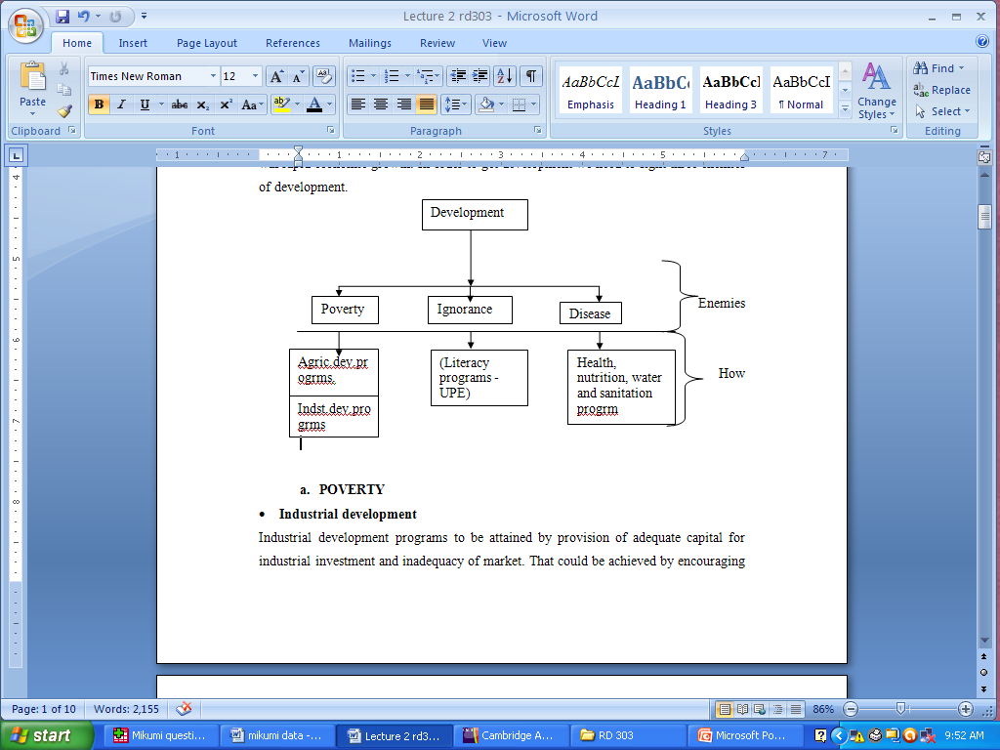 Lecture 2 rd303 - Microsoft Word
Home Insert Page Layout References Mailings Review View
Paste
Clipboard
Times New Roman 12
Font
Paragraph
AaBbCcL AaBbCc AaBbCcI AaBbCcI
Emphasis Heading 1 Heading 3 ¶ Normal
Change Styles
Styles
Find
Replace
Select
Editing
1 1 2 3 4 5 7
4
5
6
7
8
of development.
Development
Poverty Ignorance Disease
Enemies
Agric.dev.pr
ogrms.
Indst.dev.pro
grms
(Literacy
programs -
UPE)
Health,
nutrition, water
and sanitation
progrm
How
a. POVERTY
• Industrial development
Industrial development programs to be attained by provision of adequate capital for
industrial investment and inadequacy of market. That could be achieved by encouraging
Page: 1 of 10 Words: 2,155 86%
start Mikumi questi... mikumi data -... Lecture 2 rd3... Cambridge A... RD 303 Microsoft Po... 9:52 AM